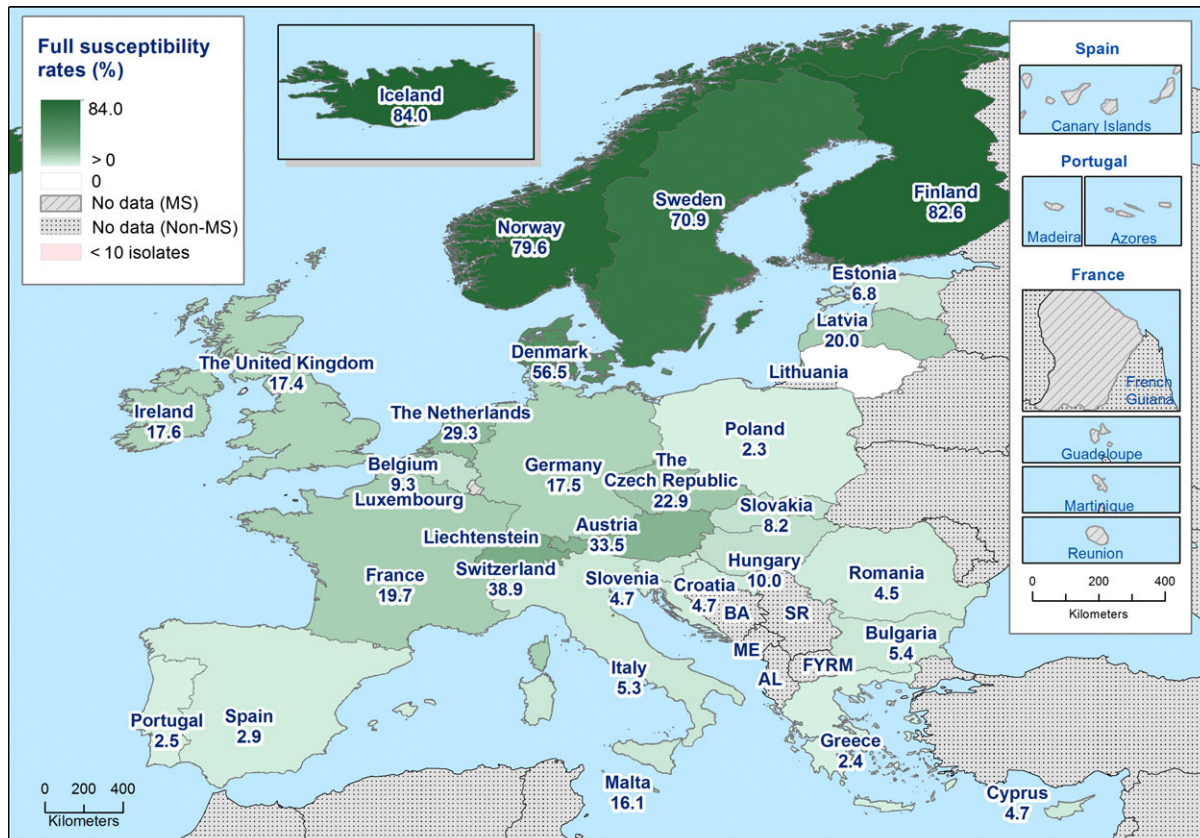 Full susceptibility
rates (%)
84.0
> 0
0
No data (MS)
No data (Non-MS)
< 10 isolates
Iceland
84.0
Norway
79.6
Sweden
70.9
Finland
82.6
Estonia
6.8
Latvia
20.0
Lithuania
Denmark
56.5
The United Kingdom
17.4
Ireland
17.6
The Netherlands
29.3
Belgium
9.3
Luxembourg
Germany
17.5
Poland
2.3
The
Czech Republic
22.9
Slovakia
8.2
Austria
33.5
Liechtenstein
Switzerland
38.9
France
19.7
Hungary
10.0
Slovenia
4.7
Croatia
4.7
Romania
4.5
BA
SR
Bulgaria
5.4
ME
FYRM
AL
Italy
5.3
Portugal
2.5
Spain
2.9
Greece
2.4
Malta
16.1
Cyprus
4.7
0 200 400
Kilometers
Spain
Canary Islands
Portugal
Madeira
Azores
France
French
Guiana
Guadeloupe
Martinique
Reunion
0 200 400
Kilometers